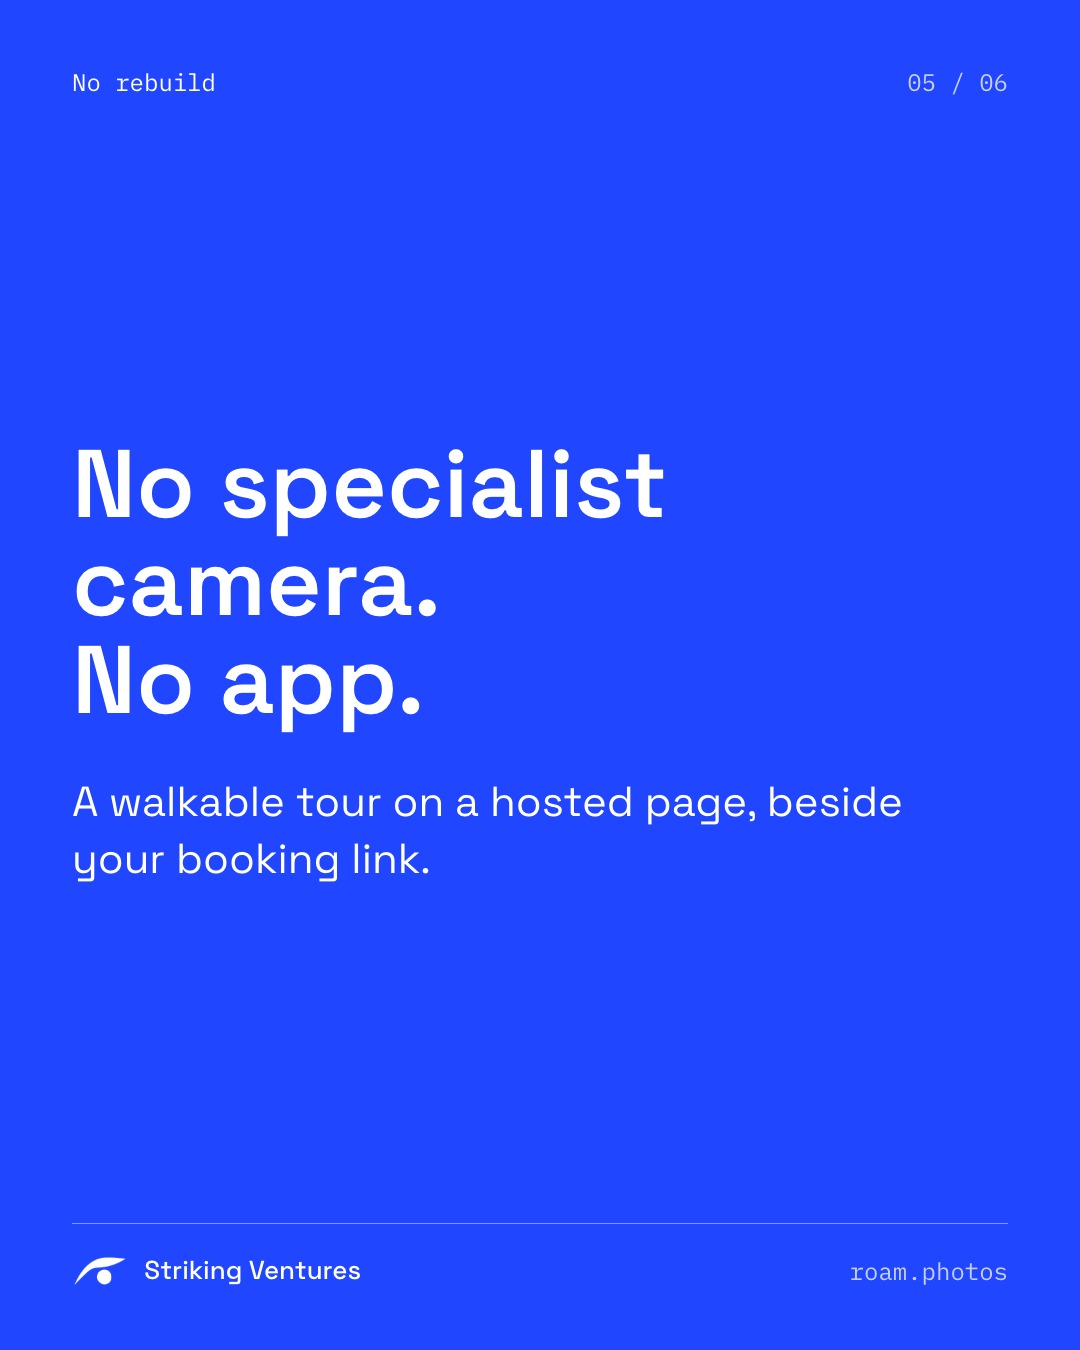 No rebuild
05 / 06
No specialist
camera.
No app.
A walkable tour on a hosted page, beside
your booking link.
Striking Ventures
roam.photos